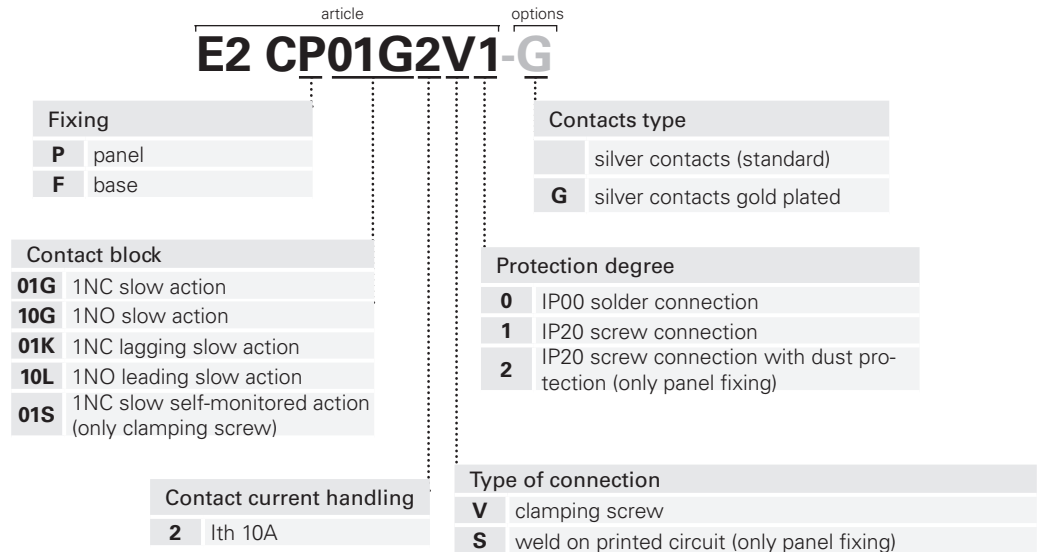 article options
E2 CP01G2V1-G
Fixing
P panel
F base
Contacts type
silver contacts (standard)
G silver contacts gold plated
Contact block
01G 1NC slow action
10G 1NO slow action
01K 1NC lagging slow action
10L 1NO leading slow action
01S 1NC slow self-monitored action
(only clamping screw)
Protection degree
0 IP00 solder connection
1 IP20 screw connection
2 IP20 screw connection with dust pro-
tection (only panel fixing)
Contact current handling
2 Ith 10A
Type of connection
V clamping screw
S weld on printed circuit (only panel fixing)